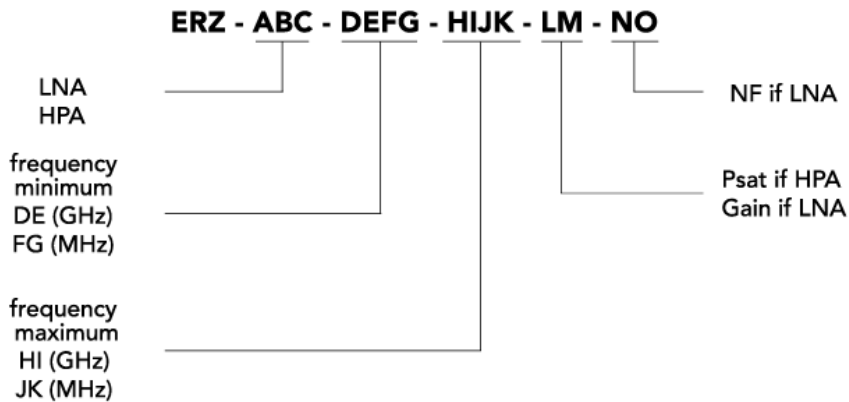 ERZ - ABC - DEFG - HIJK - LM - NO
LNA
HPA
frequency
minimum
DE (GHz)
FG (MHz)
frequency
maximum
HI (GHz)
JK (MHz)
NF if LNA
Psat if HPA
Gain if LNA